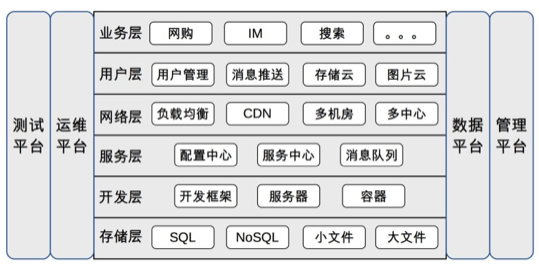 测试
平台
运维
平台
业务层 网购 IM 搜索 。。。
用户层 用户管理 消息推送 存储云 图片云
网络层 负载均衡 CDN 多机房 多中心
服务层 配置中心 服务中心 消息队列
开发层 开发框架 服务器 容器
存储层 SQL NoSQL 小文件 大文件
数据
平台
管理
平台